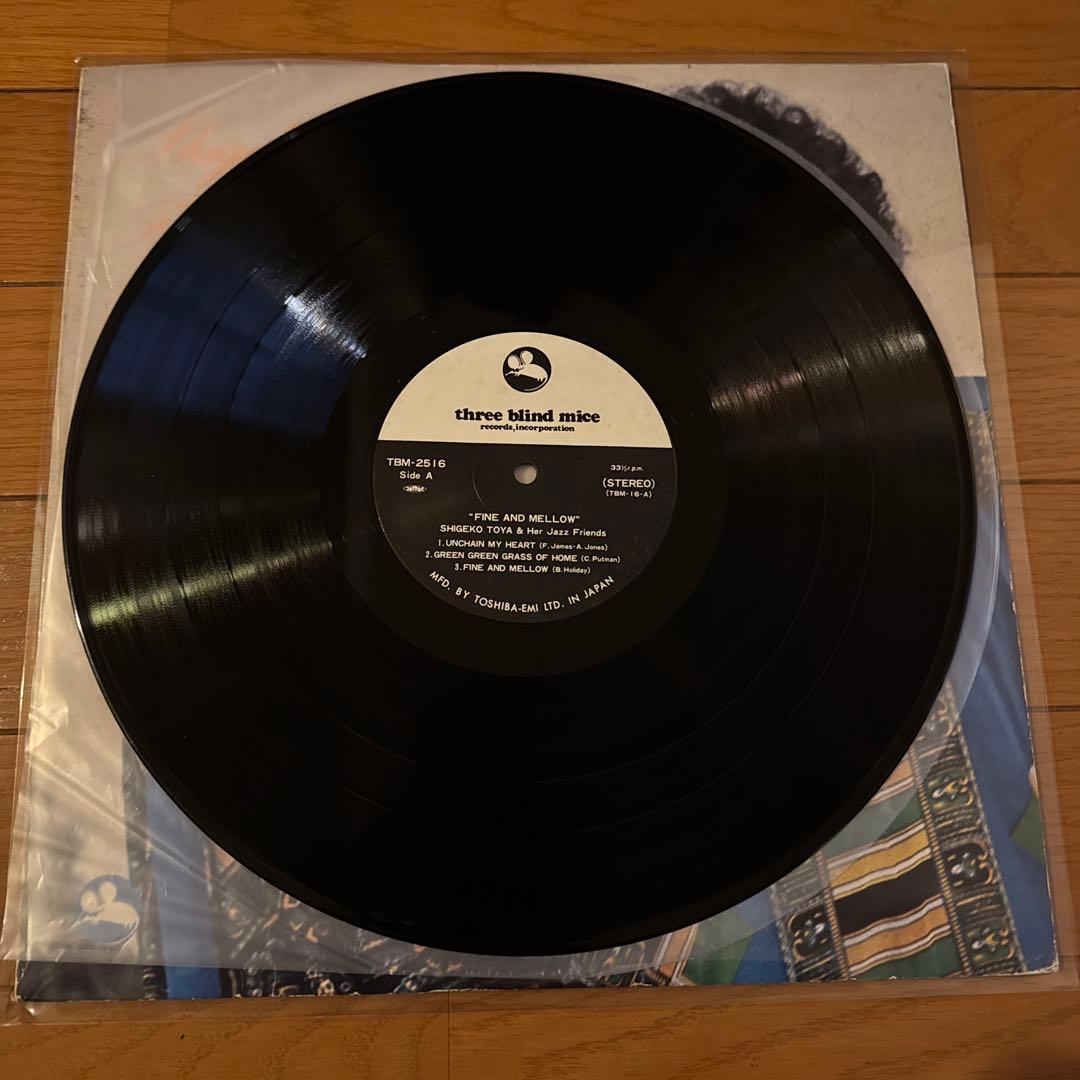 three blind mice
records, incorporation
TBM-2516
Side A
33⅓ r.p.m.
(STEREO)
(TBM-16-A)
"FINE AND MELLOW"
SHIGEKO TOYA & Her Jazz Friends
1. UNCHAIN MY HEART (F. James-A. Jones)
2. GREEN GREEN GRASS OF HOME (C. Putman)
3. FINE AND MELLOW (B. Holiday)
MFD. BY TOSHIBA-EMI LTD. IN JAPAN